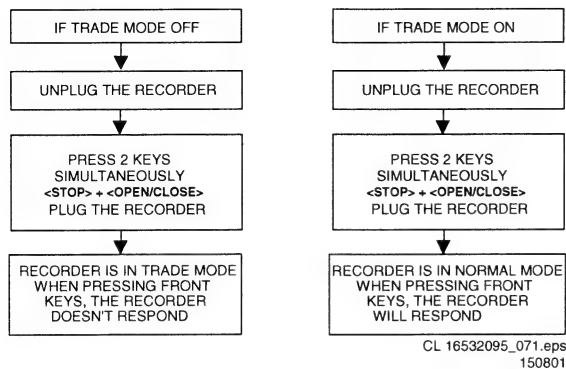 IF TRADE MODE OFF
UNPLUG THE RECORDER
PRESS 2 KEYS
SIMULTANEOUSLY
<STOP> + <OPEN/CLOSE>
PLUG THE RECORDER
RECORDER IS IN TRADE MODE
WHEN PRESSING FRONT
KEYS, THE RECORDER
DOESN'T RESPOND
IF TRADE MODE ON
UNPLUG THE RECORDER
PRESS 2 KEYS
SIMULTANEOUSLY
<STOP> + <OPEN/CLOSE>
PLUG THE RECORDER
RECORDER IS IN NORMAL MODE
WHEN PRESSING FRONT
KEYS, THE RECORDER
WILL RESPOND
CL 16532095_071.eps
150801